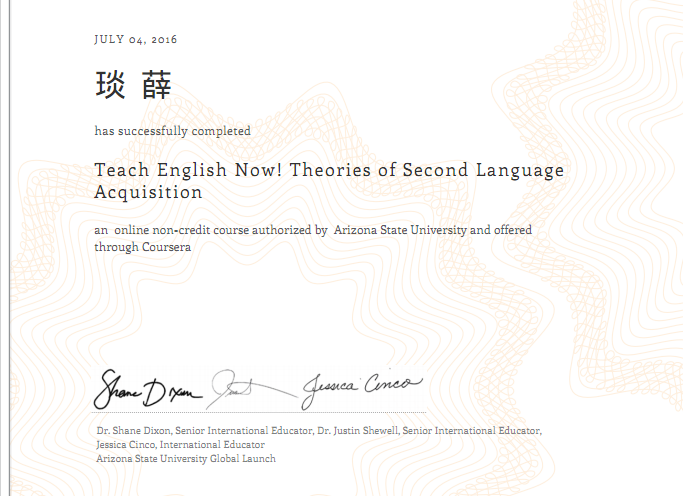 JULY 04, 2016
琰 薛
has successfully completed
Teach English Now! Theories of Second Language
Acquisition
an online non-credit course authorized by Arizona State University and offered
through Coursera
Shane Dixon Jessica Cinco
Dr. Shane Dixon, Senior International Educator, Dr. Justin Shewell, Senior International Educator,
Jessica Cinco, International Educator
Arizona State University Global Launch